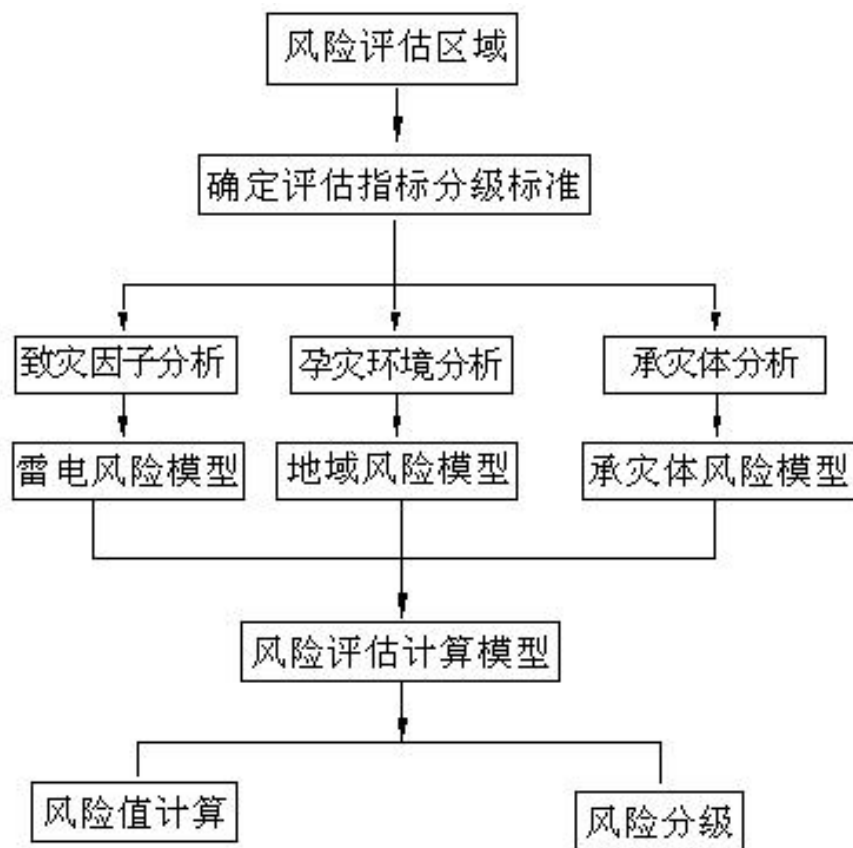 风险评估区域
确定评估指标分级标准
致灾因子分析
孕灾环境分析
承灾体分析
雷电风险模型
地域风险模型
承灾体风险模型
风险评估计算模型
风险值计算
风险分级